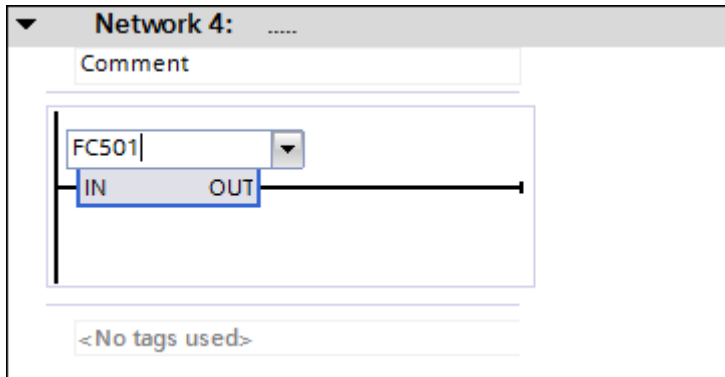 Network 4: .....
Comment
FC501
IN OUT
<No tags used>